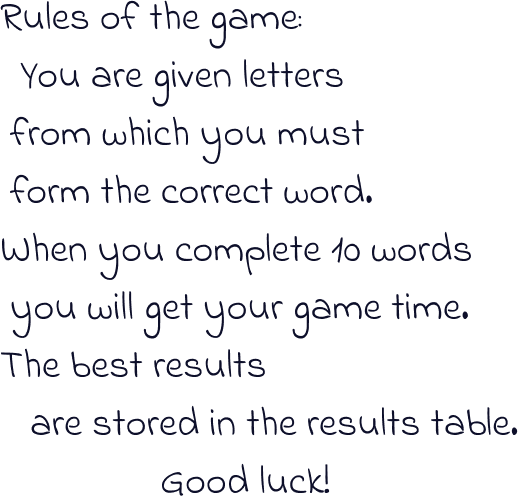 Rules of the game:
You are given letters
from which you must
form the correct word.
When you complete 10 words
you will get your game time.
The best results
are stored in the results table.
Good luck!